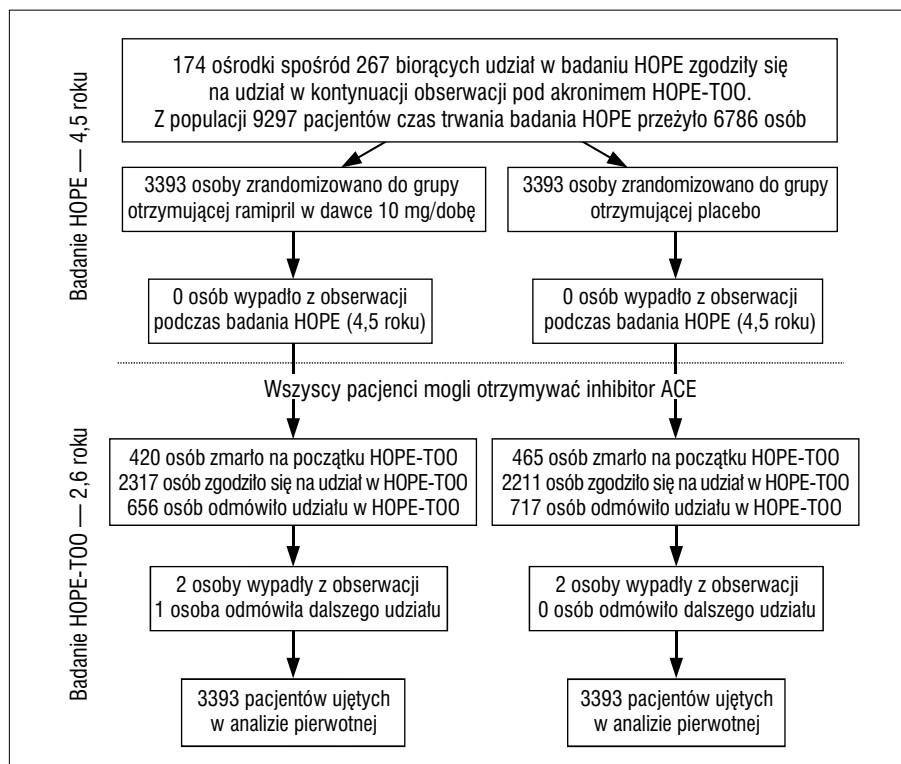 174 ośrodki spośród 267 biorących udział w badaniu HOPE zgodziły się
na udział w kontynuacji obserwacji pod akronimem HOPE-TOO.
Z populacji 9297 pacjentów czas trwania badania HOPE przeżyło 6786 osób
Badanie HOPE — 4,5 roku
3393 osoby zrandomizowano do grupy
otrzymującej ramipril w dawce 10 mg/dobę
3393 osoby zrandomizowano do grupy
otrzymującej placebo
0 osób wypadło z obserwacji
podczas badania HOPE (4,5 roku)
0 osób wypadło z obserwacji
podczas badania HOPE (4,5 roku)
Wszyscy pacjenci mogli otrzymywać inhibitor ACE
Badanie HOPE-TOO — 2,6 roku
420 osób zmarło na początku HOPE-TOO
2317 osób zgodziło się na udział w HOPE-TOO
656 osób odmówiło udziału w HOPE-TOO
465 osób zmarło na początku HOPE-TOO
2211 osób zgodziło się na udział w HOPE-TOO
717 osób odmówiło udziału w HOPE-TOO
2 osoby wypadły z obserwacji
1 osoba odmówiła dalszego udziału
2 osoby wypadły z obserwacji
0 osób odmówiło dalszego udziału
3393 pacjentów ujętych
w analizie pierwotnej
3393 pacjentów ujętych
w analizie pierwotnej